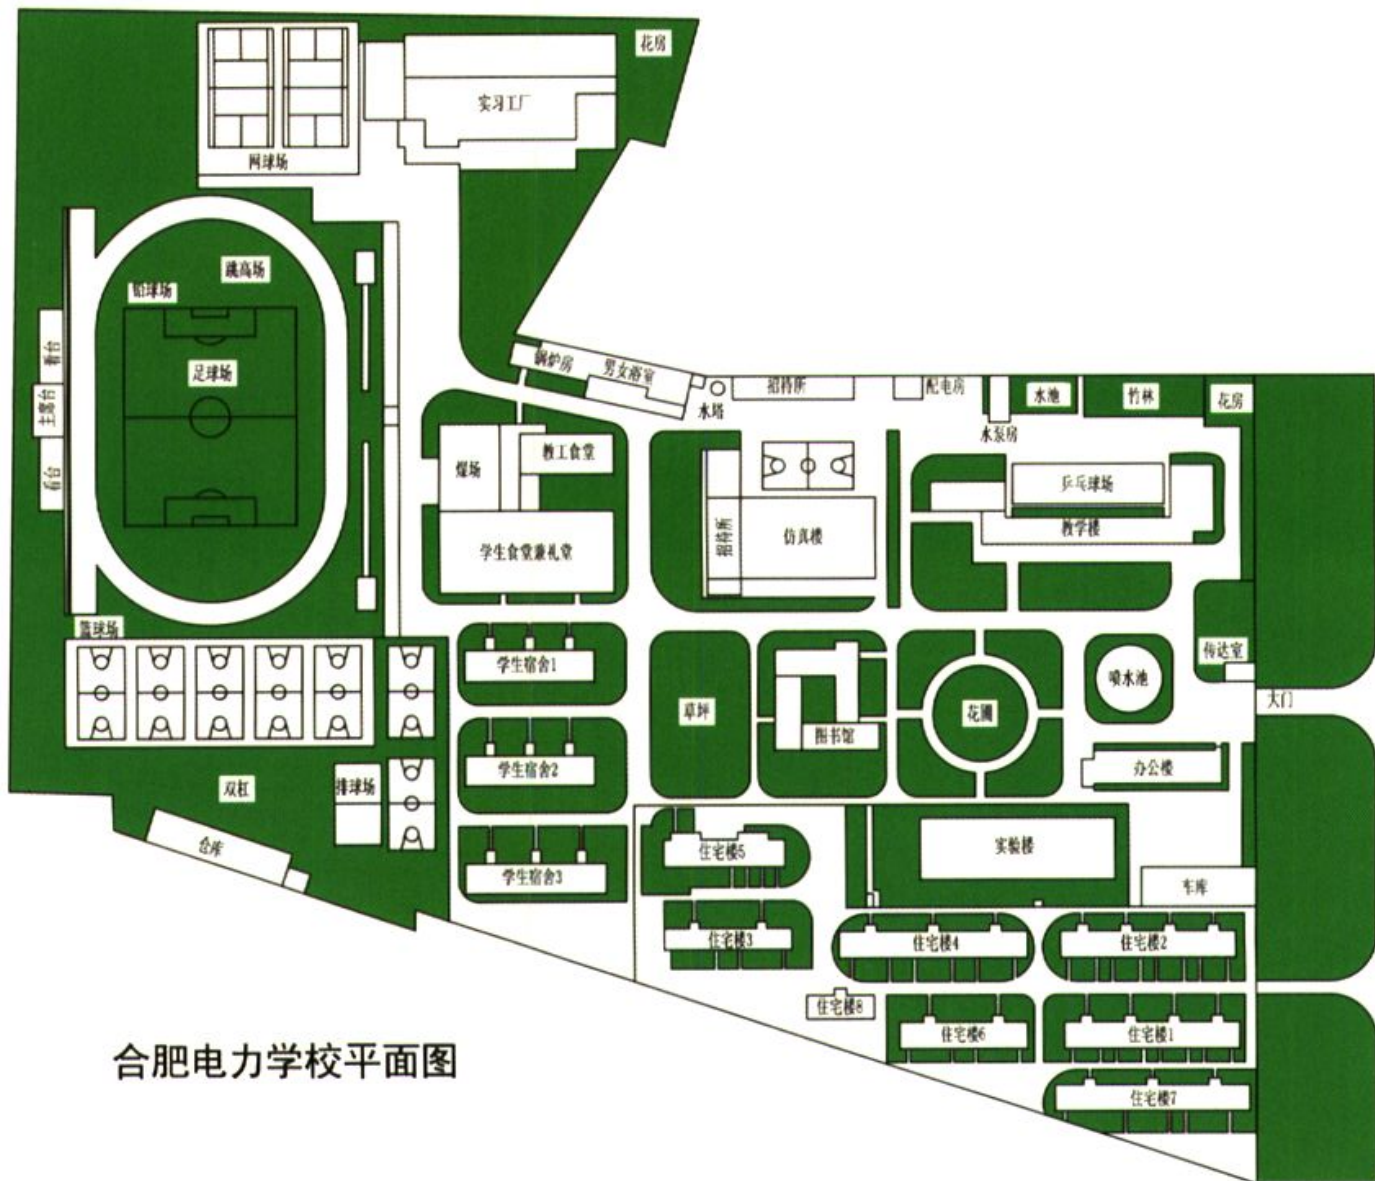 花房
实习工厂
网球场
跳高场
铅球场
足球场
看台
主席台
看台
锅炉房
男女浴室
水塔
招待所
配电房
水泵房
水池
竹林
花房
煤场
教工食堂
学生食堂兼礼堂
招待所
仿真楼
乒乓球场
教学楼
篮球场
学生宿舍1
学生宿舍2
学生宿舍3
草坪
图书馆
花圃
喷水池
传达室
大门
办公楼
双杠
排球场
仓库
住宅楼5
实验楼
车库
住宅楼3
住宅楼4
住宅楼2
住宅楼8
住宅楼6
住宅楼1
住宅楼7
合肥电力学校平面图